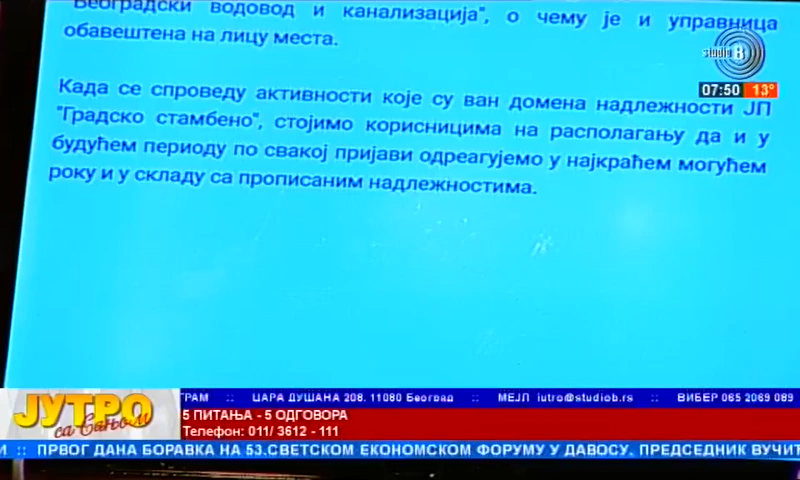 Београдски водовод и канализација", о чему је и управница
обавештена на лицу места.
Када се спроведу активности које су ван домена надлежности ЈП
"Градско стамбено", стојимо корисницима на располагању да и у
будућем периоду по свакој пријави одреагујемо у најкраћем могућем
року и у складу са прописаним надлежностима.
studio B
07:50 13°
ГРАМ :: ЦАРА ДУШАНА 208, 11080 Београд :: МЕЈЛ jutro@studiob.rs :: ВИБЕР 065 2069 089
ЈУТРО
са Сањом
5 ПИТАЊА - 5 ОДГОВОРА
Телефон: 011/ 3612 - 111
И :: ПРВОГ ДАНА БОРАВКА НА 53.СВЕТСКОМ ЕКОНОМСКОМ ФОРУМУ У ДАВОСУ, ПРЕДСЕДНИК ВУЧИЋ